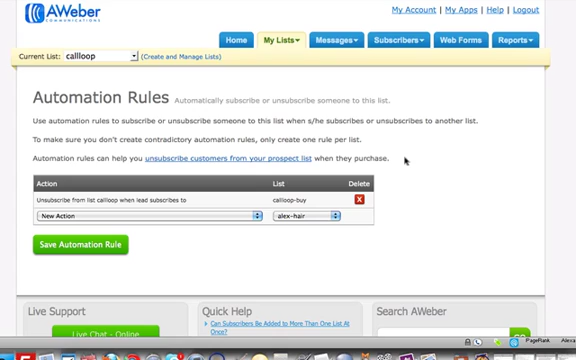 AWeber
COMMUNICATIONS
My Account | My Apps | Help | Logout
Home My Lists Messages Subscribers Web Forms Reports
Current List: callloop (Create and Manage Lists)
Automation Rules Automatically subscribe or unsubscribe someone to this list.
Use automation rules to subscribe or unsubscribe someone to this list when s/he subscribes or unsubscribes to another list.
To make sure you don't create contradictory automation rules, only create one rule per list.
Automation rules can help you unsubscribe customers from your prospect list when they purchase.
Action List Delete
Unsubscribe from list callloop when lead subscribes to callloop-buy X
New Action alex-hair
Save Automation Rule
Live Support Quick Help Search AWeber
Live Chat - Online Can Subscribers Be Added to More Than One List At
Once? GO
PageRank Alexa